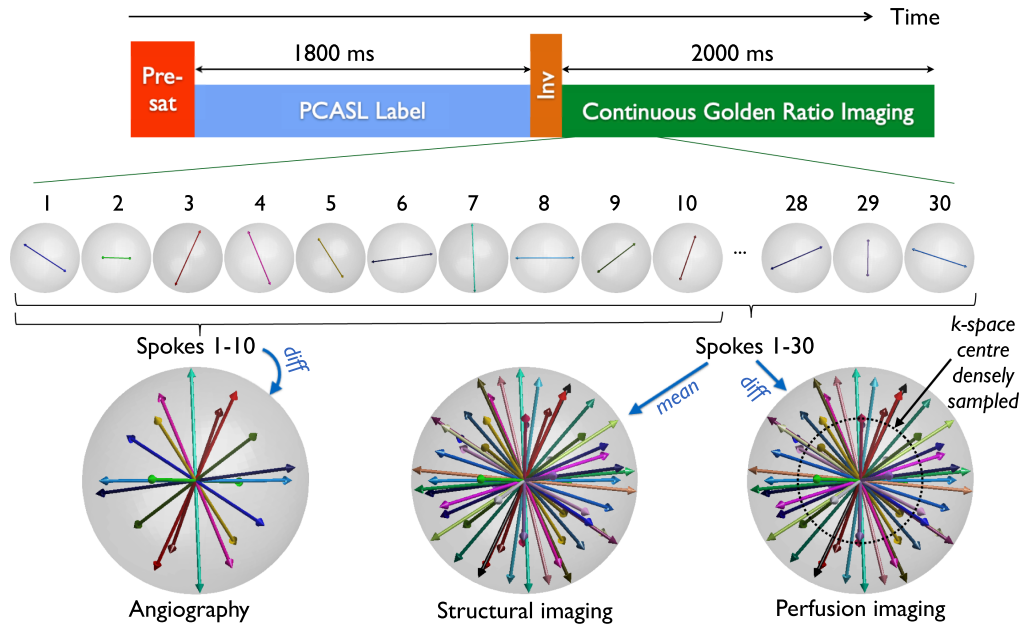 Time
1800 ms
2000 ms
Pre-
sat
PCASL Label
Inv
Continuous Golden Ratio Imaging
1 2 3 4 5 6 7 8 9 10 28 29 30
...
Spokes 1-10
diff
Spokes 1-30
mean
diff
k-space
centre
densely
sampled
Angiography
Structural imaging
Perfusion imaging